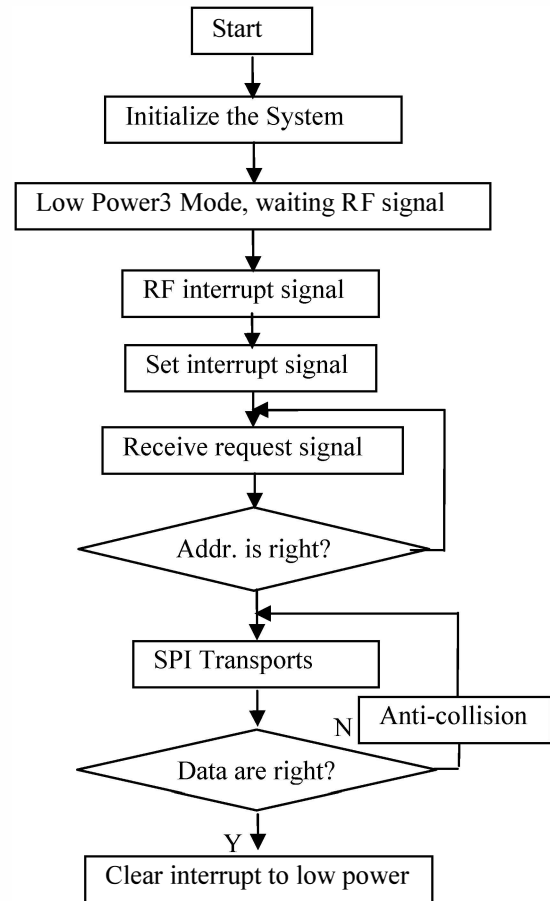 Start
Initialize the System
Low Power3 Mode, waiting RF signal
RF interrupt signal
Set interrupt signal
Receive request signal
Addr. is right?
SPI Transports
Anti-collision
N
Data are right?
Y
Clear interrupt to low power